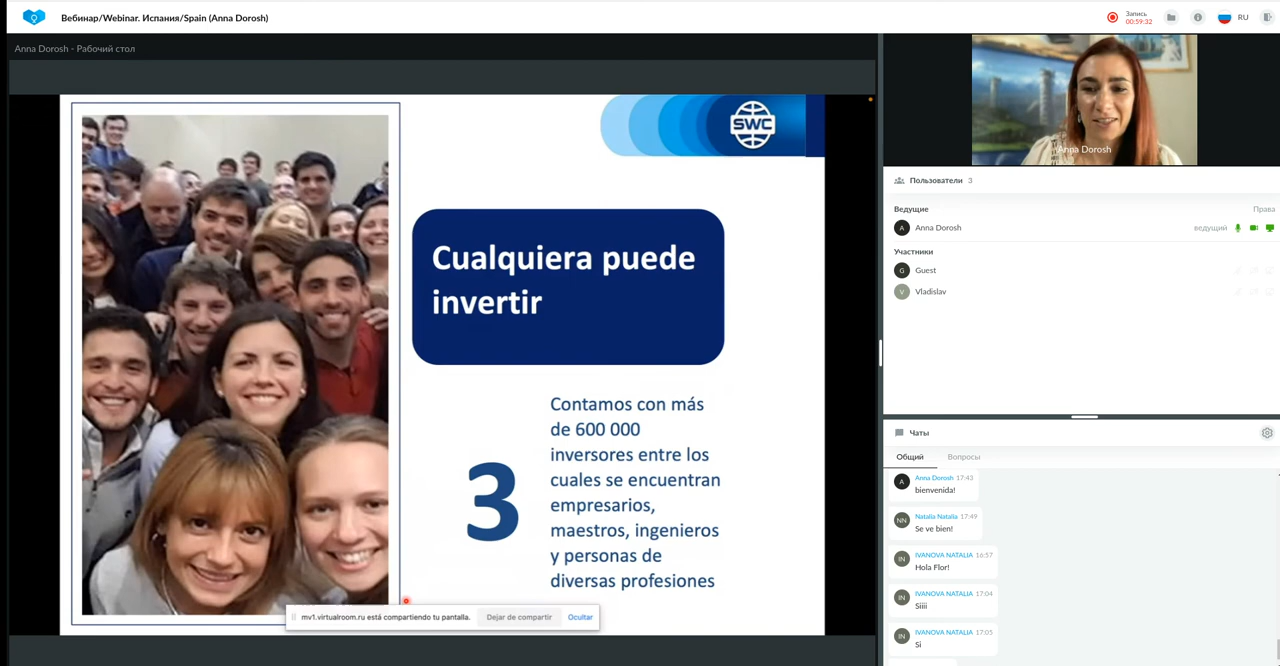 Вебинар/Webinar. Испания/Spain (Anna Dorosh)
Запись
00:59:32
RU
Anna Dorosh - Рабочий стол
SWC
Cualquiera puede
invertir
3
Contamos con más
de 600 000
inversores entre los
cuales se encuentran
empresarios,
maestros, ingenieros
y personas de
diversas profesiones
mv1.virtualroom.ru está compartiendo tu pantalla.
Dejar de compartir
Ocultar
Anna Dorosh
Пользователи 3
Ведущие
Права
A
Anna Dorosh
ведущий
Участники
G
Guest
V
Vladislav
Чаты
Общий
Вопросы
A
Anna Dorosh 17:43
bienvenida!
NN
Natalia Natalia 17:49
Se ve bien!
IN
IVANOVA NATALIA 16:57
Hola Flor!
IN
IVANOVA NATALIA 17:04
Siiii
IN
IVANOVA NATALIA 17:05
Si